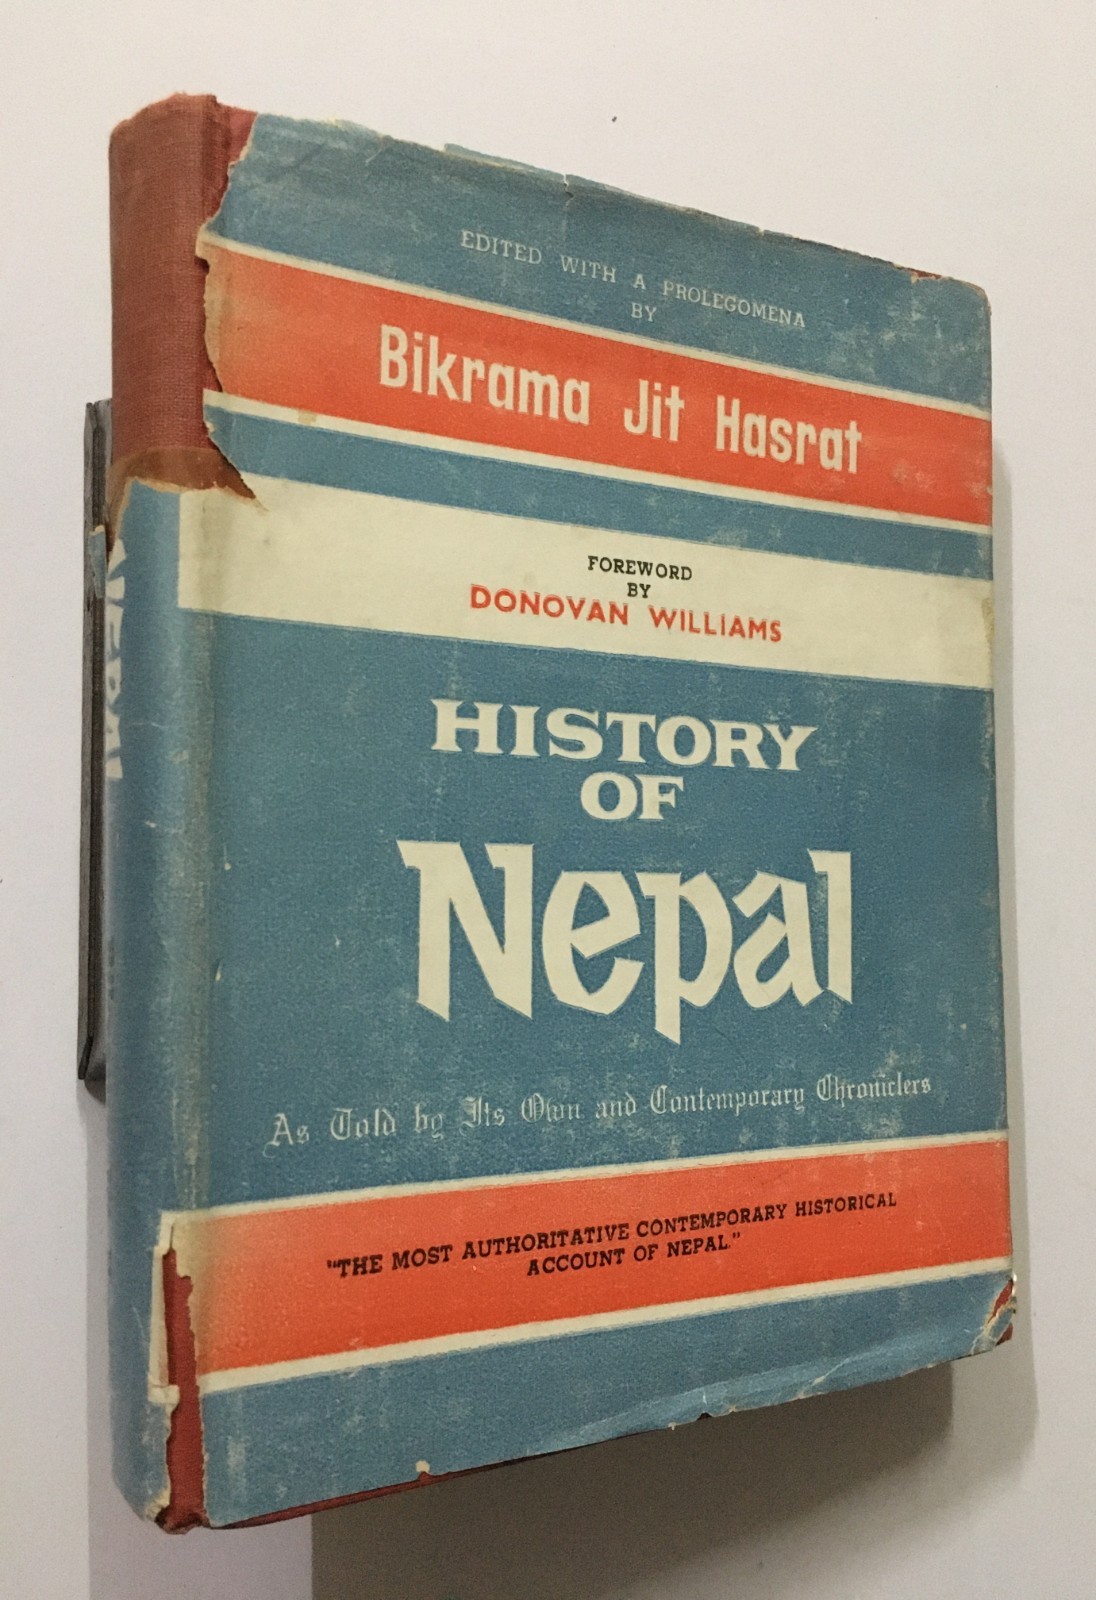 EDITED WITH A PROLEGOMENA
BY
Bikrama Jit Hasrat
FOREWORD
BY
DONOVAN WILLIAMS
HISTORY
OF
Nepal
As Told by Its Own and Contemporary Chroniclers
"THE MOST AUTHORITATIVE CONTEMPORARY HISTORICAL
ACCOUNT OF NEPAL."